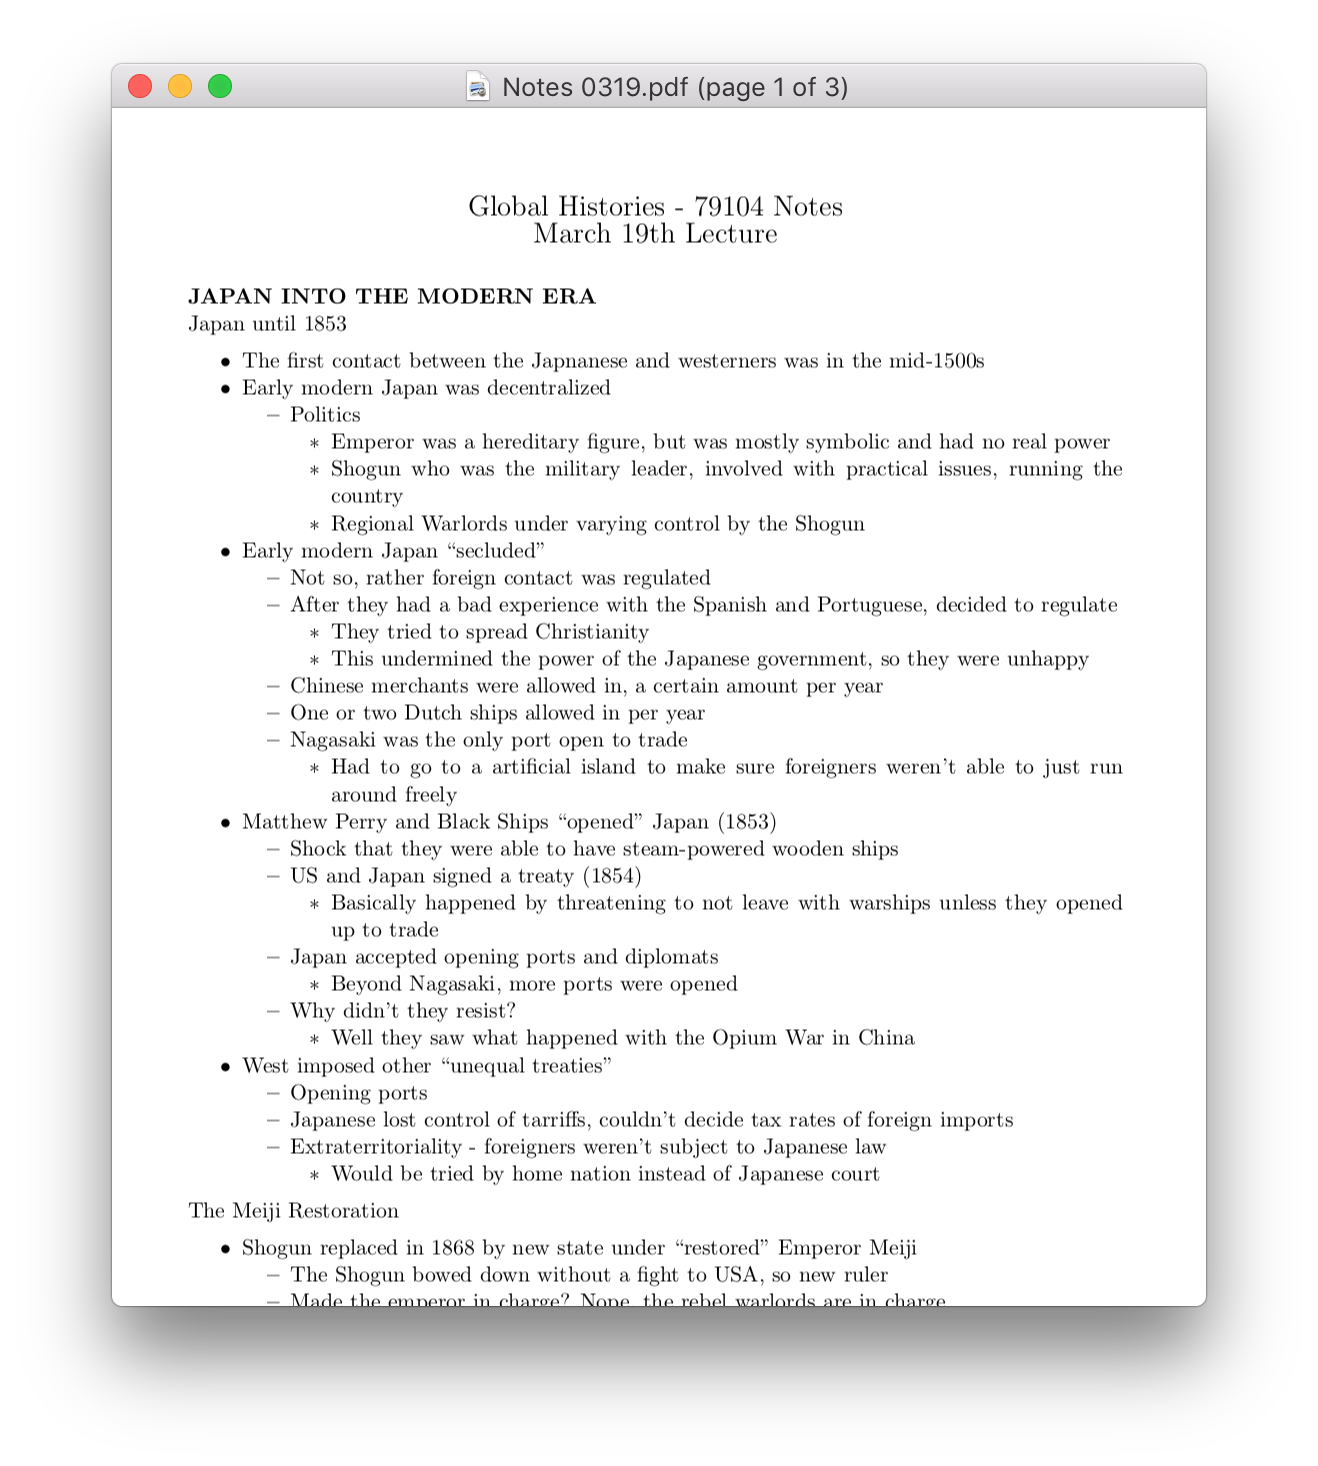 Notes 0319.pdf (page 1 of 3)
Global Histories - 79104 Notes
March 19th Lecture
JAPAN INTO THE MODERN ERA
Japan until 1853
• The first contact between the Japnanese and westerners was in the mid-1500s
• Early modern Japan was decentralized
– Politics
* Emperor was a hereditary figure, but was mostly symbolic and had no real power
* Shogun who was the military leader, involved with practical issues, running the
country
* Regional Warlords under varying control by the Shogun
• Early modern Japan “secluded”
– Not so, rather foreign contact was regulated
– After they had a bad experience with the Spanish and Portuguese, decided to regulate
* They tried to spread Christianity
* This undermined the power of the Japanese government, so they were unhappy
– Chinese merchants were allowed in, a certain amount per year
– One or two Dutch ships allowed in per year
– Nagasaki was the only port open to trade
* Had to go to a artificial island to make sure foreigners weren’t able to just run
around freely
• Matthew Perry and Black Ships “opened” Japan (1853)
– Shock that they were able to have steam-powered wooden ships
– US and Japan signed a treaty (1854)
* Basically happened by threatening to not leave with warships unless they opened
up to trade
– Japan accepted opening ports and diplomats
* Beyond Nagasaki, more ports were opened
– Why didn’t they resist?
* Well they saw what happened with the Opium War in China
• West imposed other “unequal treaties”
– Opening ports
– Japanese lost control of tarriffs, couldn’t decide tax rates of foreign imports
– Extraterritoriality - foreigners weren’t subject to Japanese law
* Would be tried by home nation instead of Japanese court
The Meiji Restoration
• Shogun replaced in 1868 by new state under “restored” Emperor Meiji
– The Shogun bowed down without a fight to USA, so new ruler
– Made the emperor in charge? Nope, the rebel warlords are in charge